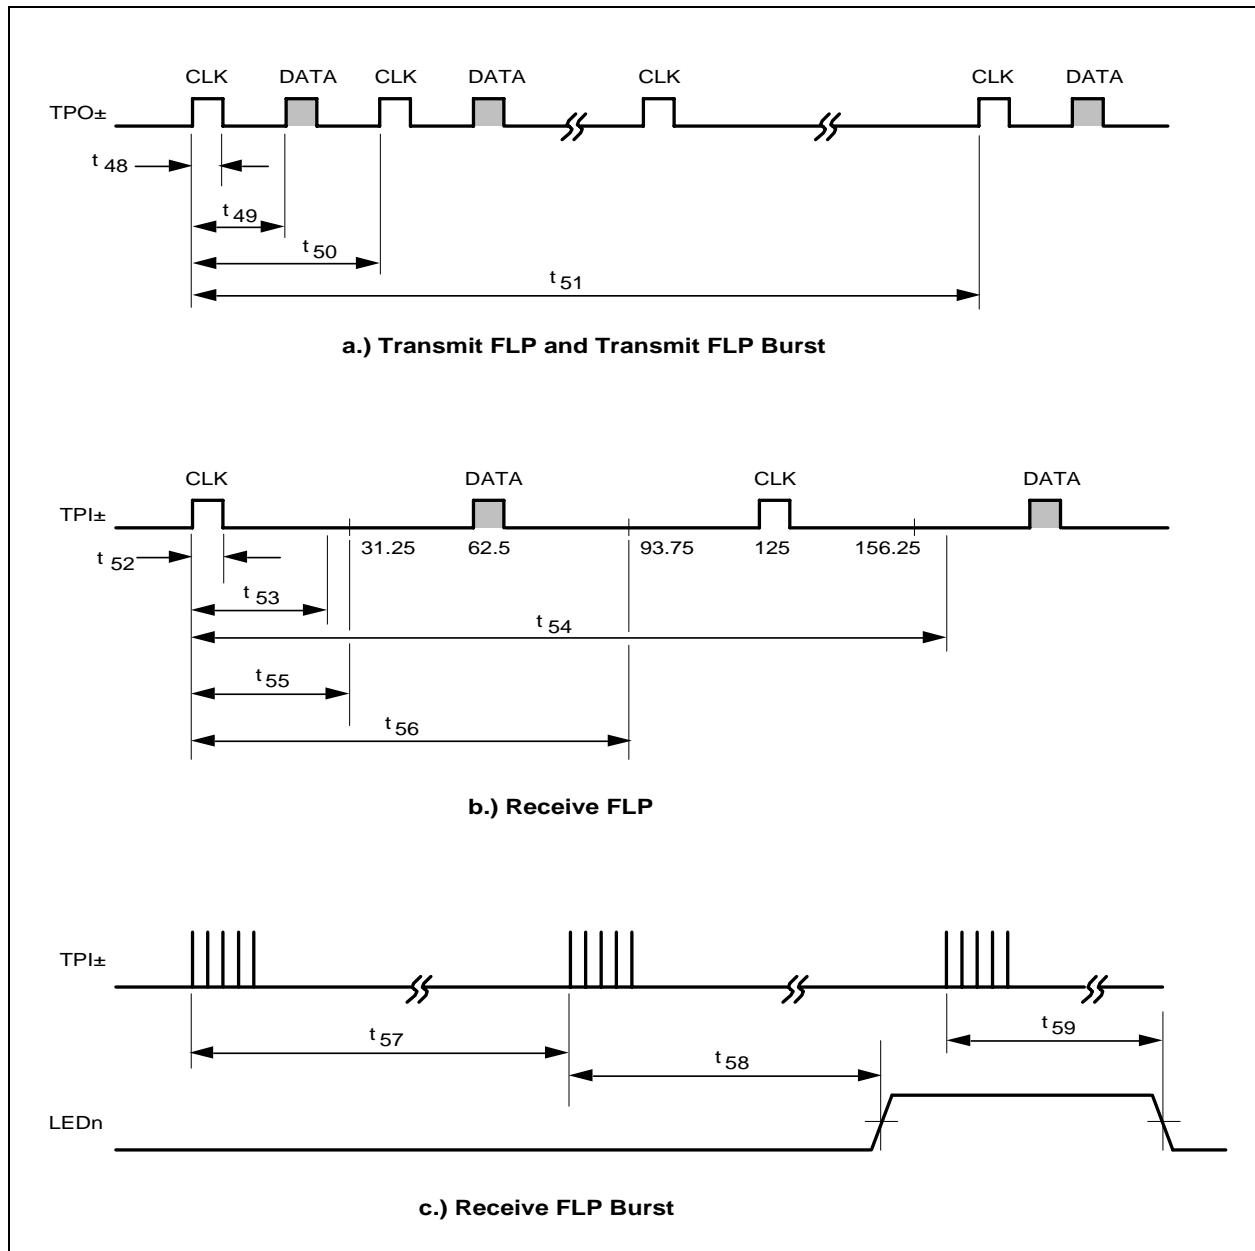 CLK DATA CLK DATA CLK CLK DATA
TPO±
t 48
t 49
t 50
t 51
a.) Transmit FLP and Transmit FLP Burst
CLK DATA CLK DATA
TPI±
31.25 62.5 93.75 125 156.25
t 52
t 53
t 54
t 55
t 56
b.) Receive FLP
TPI±
t 57
t 58
t 59
LEDn
c.) Receive FLP Burst